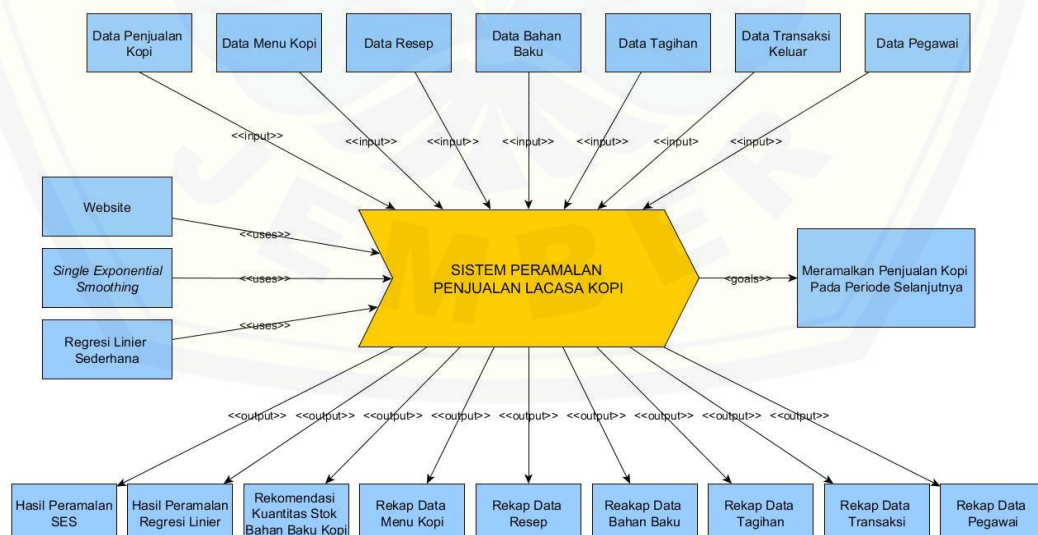 Data Penjualan
Kopi
Data Menu Kopi
Data Resep
Data Bahan
Baku
Data Tagihan
Data Transaksi
Keluar
Data Pegawai
<<input>>
<<input>>
<<input>>
<<input>>
<<input>>
<<input>
<<input>>
Website
<<uses>>
Single Exponential
Smoothing
<<uses>>
Regresi Linier
Sederhana
<<uses>>
JEMBER
SISTEM PERAMALAN
PENJUALAN LACASA KOPI
<goals>>
Meramalkan Penjualan Kopi
Pada Periode Selanjutnya
<<output>>
<<output>>
<<output>>
<<output>>
<<output>>
<<output>>
<<output>>
<<output>>
<<output>>
Hasil Peramalan
SES
Hasil Peramalan
Regresi Linier
Rekomendasi
Kuantitas Stok
Bahan Baku Kopi
Rekap Data
Menu Kopi
Rekap Data
Resep
Reakap Data
Bahan Baku
Rekap Data
Tagihan
Rekap Data
Transaksi
Rekap Data
Pegawai